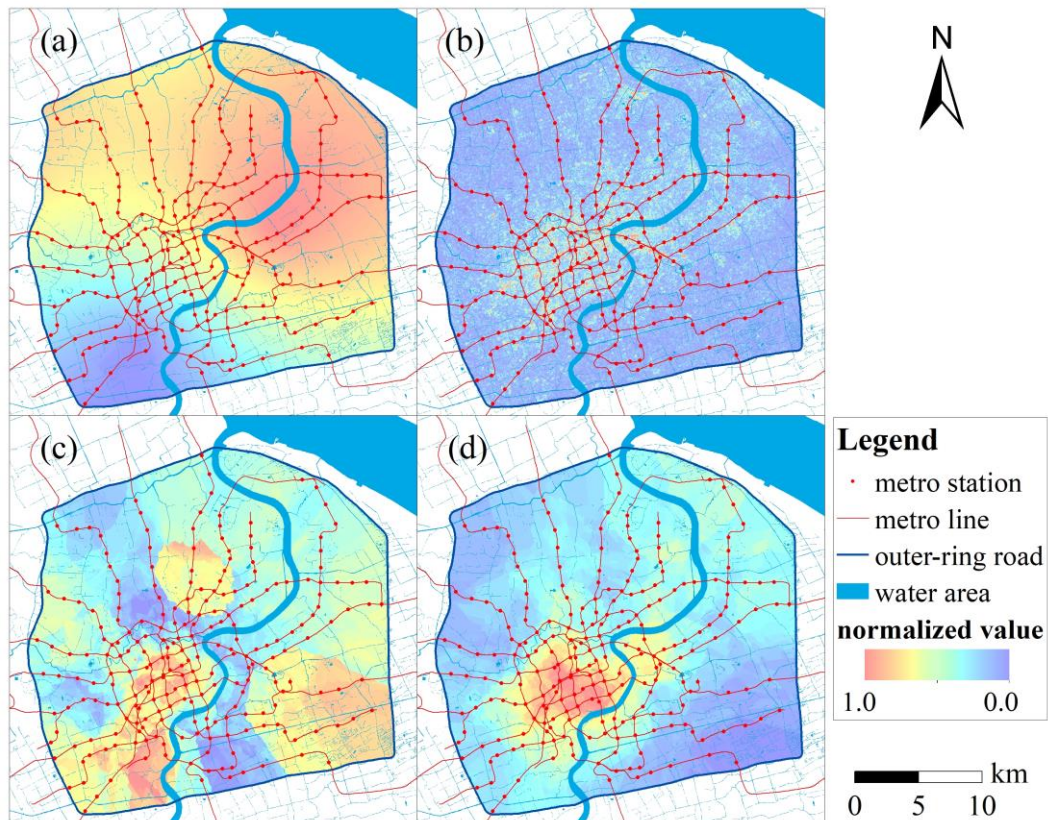 (a)
(b)
N
(c)
(d)
Legend
metro station
metro line
outer-ring road
water area
normalized value
1.0 0.0
km
0 5 10